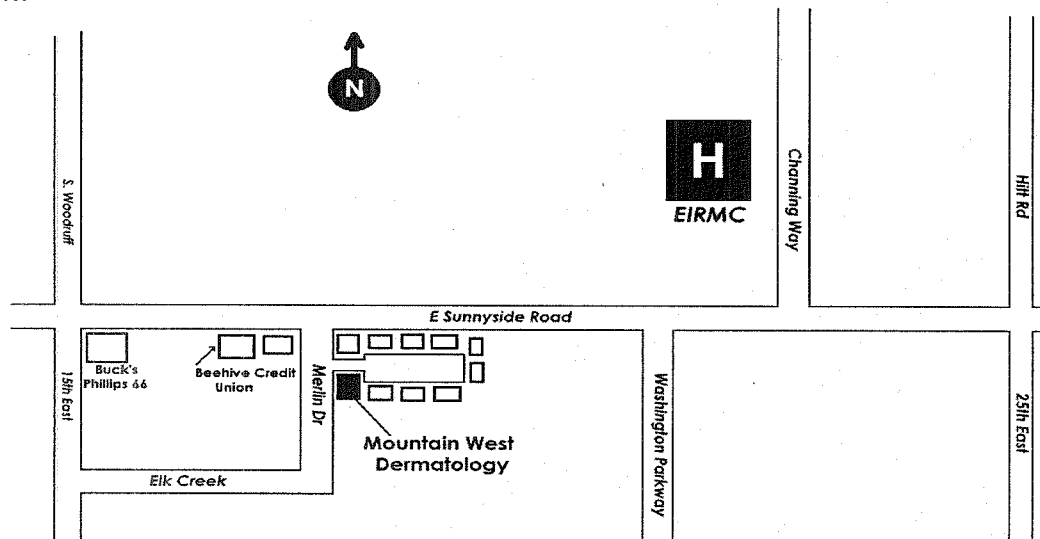 N
H
EIRMC
S. Woodruff
Channing Way
Hitt Rd
E Sunnyside Road
Buck's
Phillips 66
Beehive Credit
Union
Merlin Dr
15th East
Mountain West
Dermatology
Washington Parkway
25th East
Elk Creek